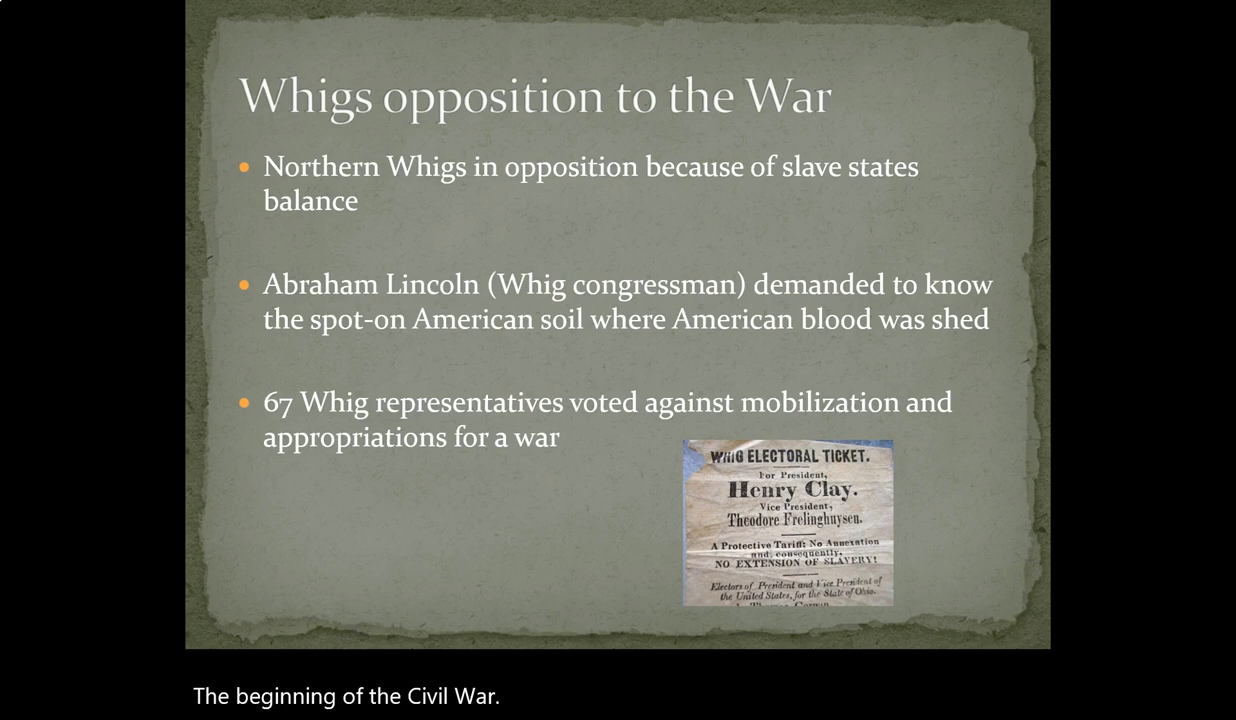 Whigs opposition to the War
Northern Whigs in opposition because of slave states
balance
Abraham Lincoln (Whig congressman) demanded to know
the spot-on American soil where American blood was shed
67 Whig representatives voted against mobilization and
appropriations for a war
WHIG ELECTORAL TICKET.
For President,
Henry Clay.
Vice President,
Theodore Frelinghuysen.
A Protective Tariff; No Annexation
and, consequently,
NO EXTENSION OF SLAVERY!
Electors of President and Vice President of
the United States, for the State of Ohio.
The beginning of the Civil War.